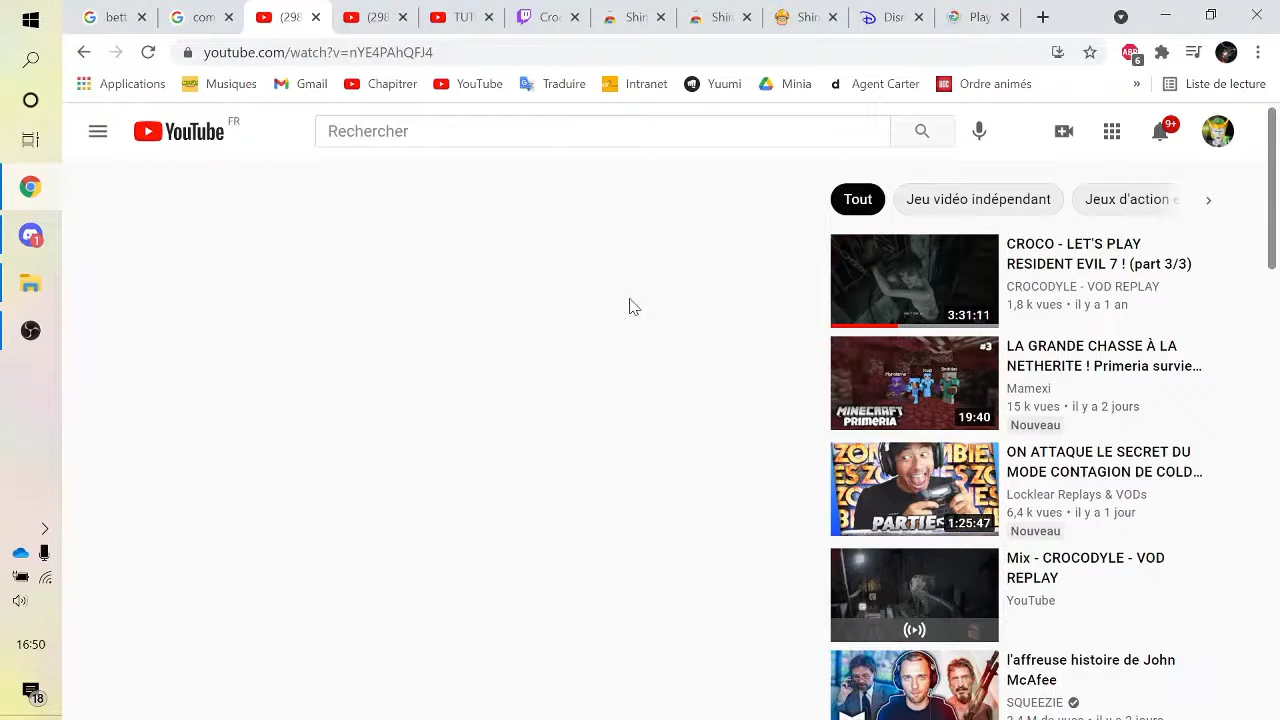 bett
com
(298
(298
TUT
Croc
Shin
Shin
Shin
Disn
Play
youtube.com/watch?v=nYE4PAhQFJ4
ABP
6
Applications
Musiques
Gmail
Chapitrer
YouTube
Traduire
Intranet
Yuumi
Minia
Agent Carter
Ordre animés
»
Liste de lecture
YouTube FR
Rechercher
9+
Tout
Jeu vidéo indépendant
Jeux d'action e
CROCO - LET'S PLAY
RESIDENT EVIL 7 ! (part 3/3)
CROCODYLE - VOD REPLAY
1,8 k vues • il y a 1 an
3:31:11
LA GRANDE CHASSE À LA
NETHERITE ! Primeria survie…
Mamexi
15 k vues • il y a 2 jours
Nouveau
#3
MINECRAFT
PRIMERIA
19:40
ON ATTAQUE LE SECRET DU
MODE CONTAGION DE COLD…
Locklear Replays & VODs
6,4 k vues • il y a 1 jour
Nouveau
PARTIE
1:25:47
Mix - CROCODYLE - VOD
REPLAY
YouTube
l'affreuse histoire de John
McAfee
SQUEEZIE
1
16:50
18